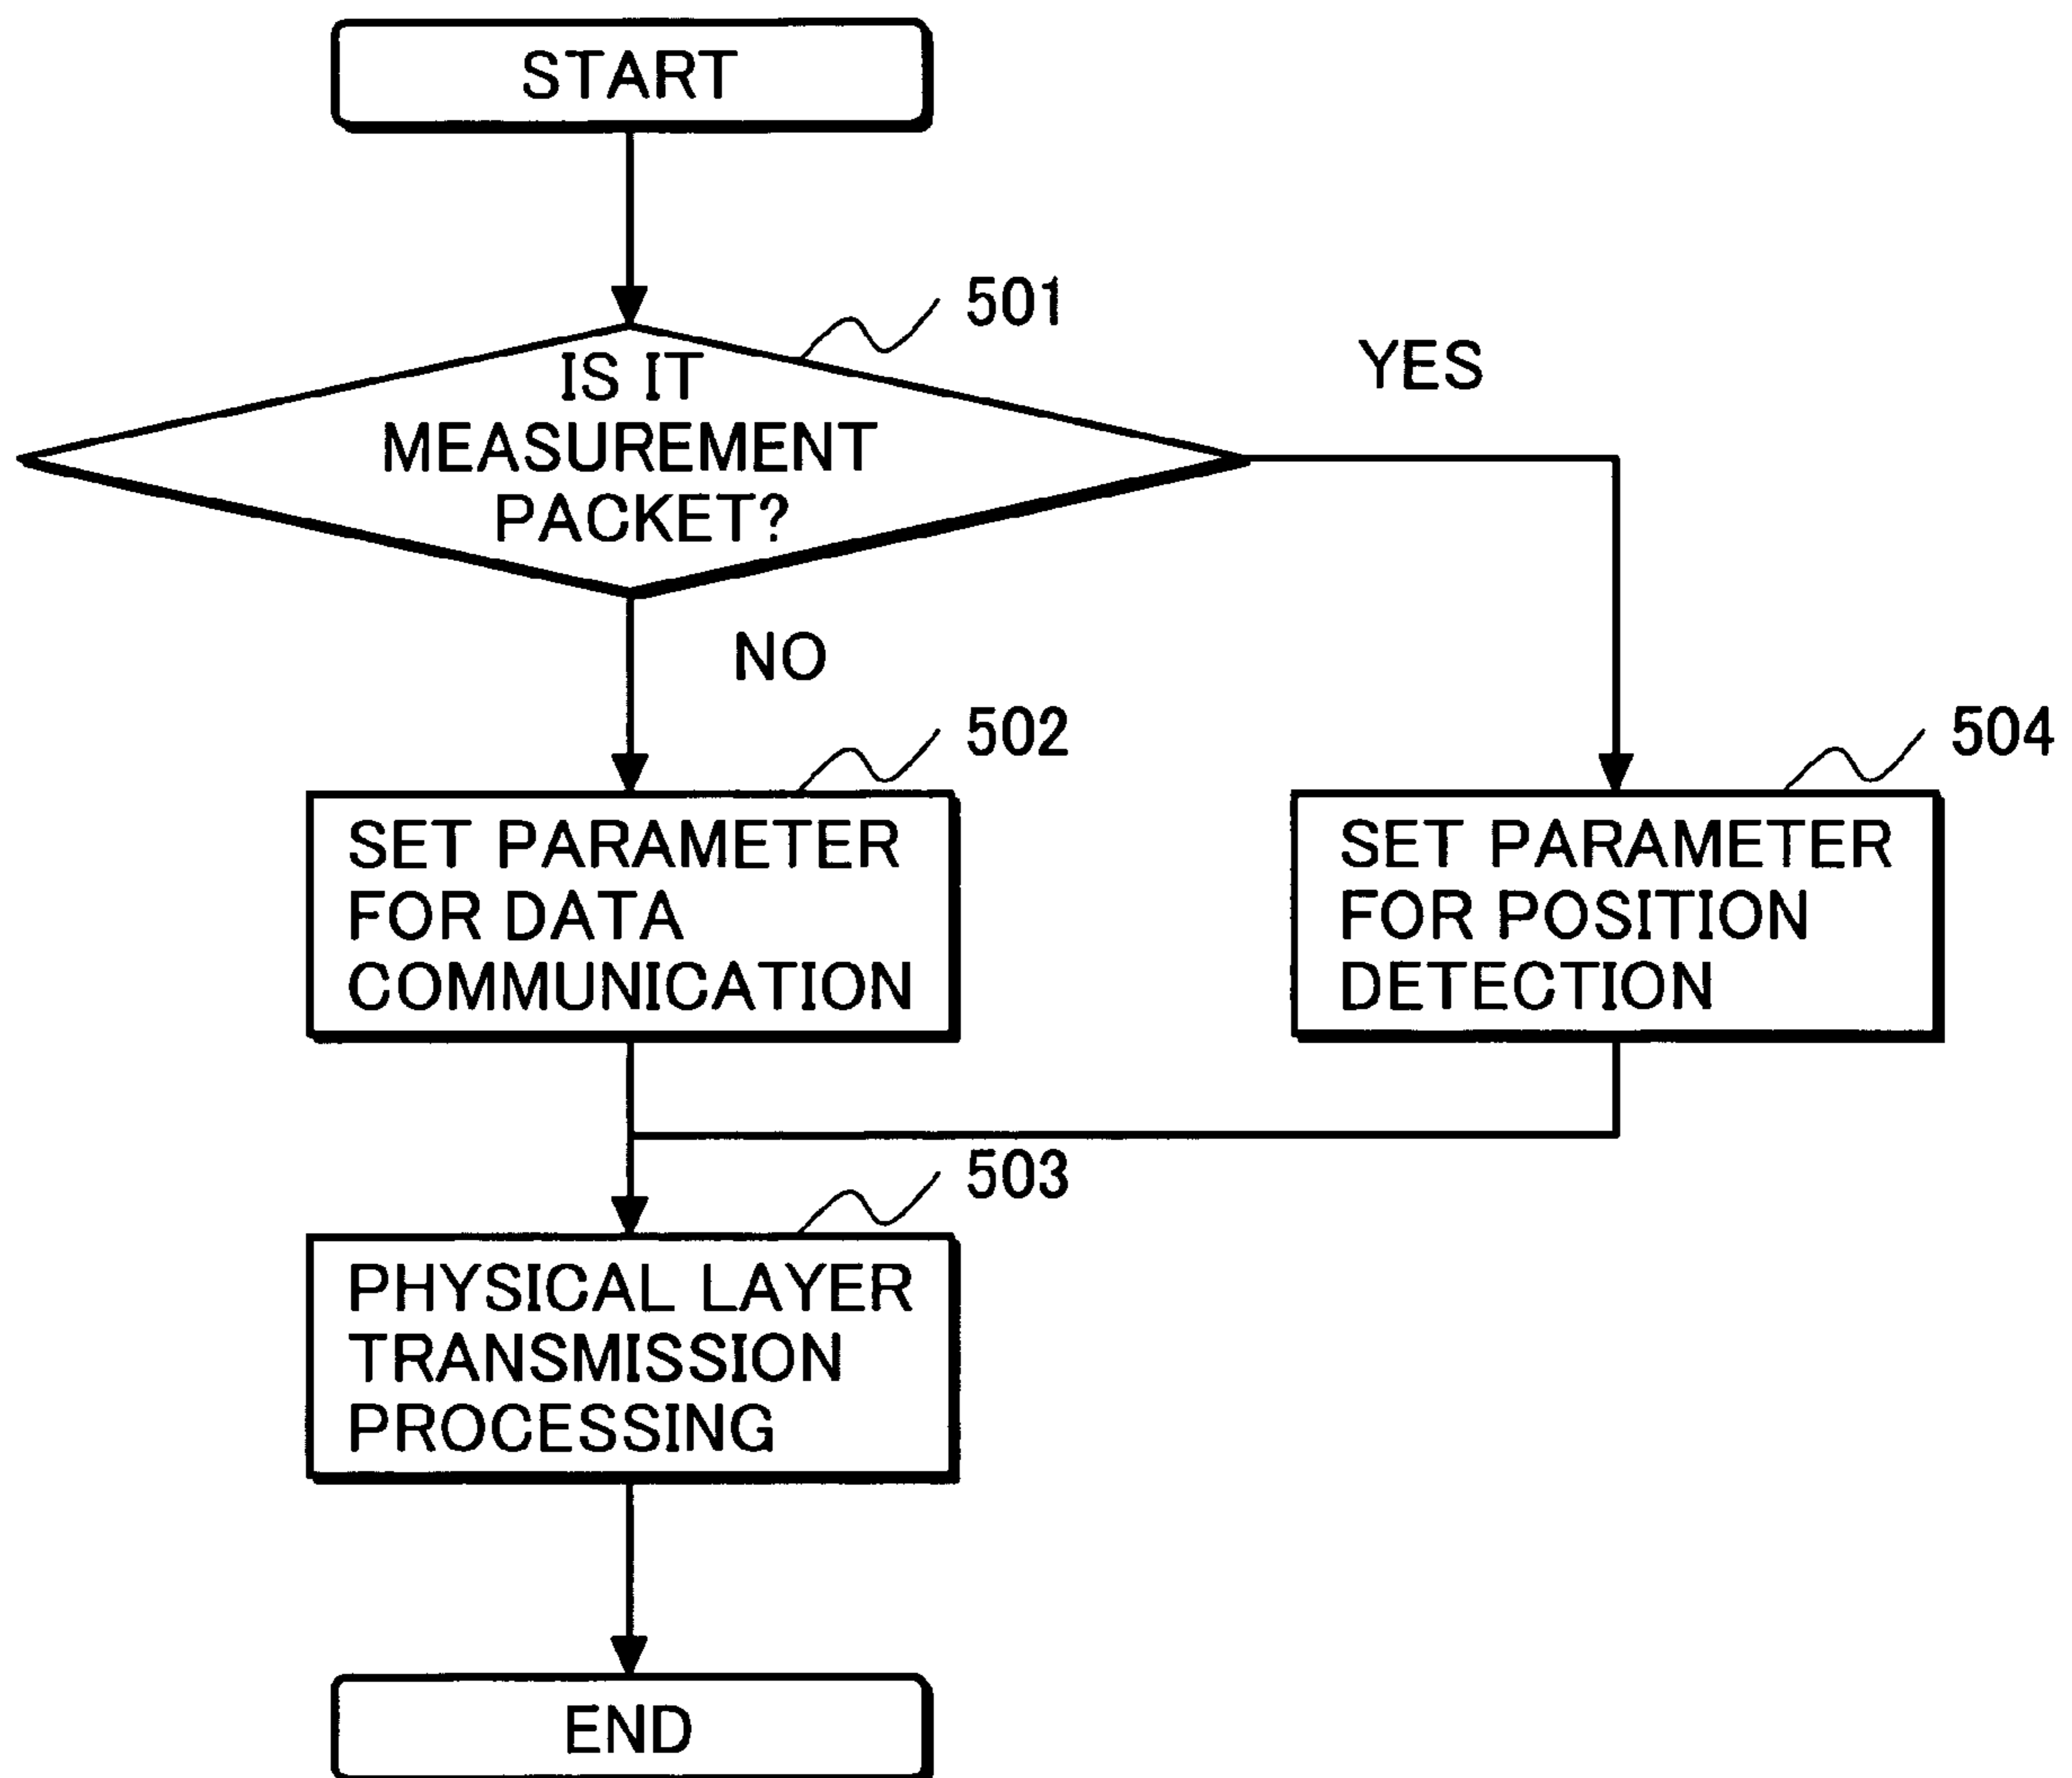 START
501
IS IT
MEASUREMENT
PACKET?
YES
NO
502
SET PARAMETER
FOR DATA
COMMUNICATION
504
SET PARAMETER
FOR POSITION
DETECTION
503
PHYSICAL LAYER
TRANSMISSION
PROCESSING
END